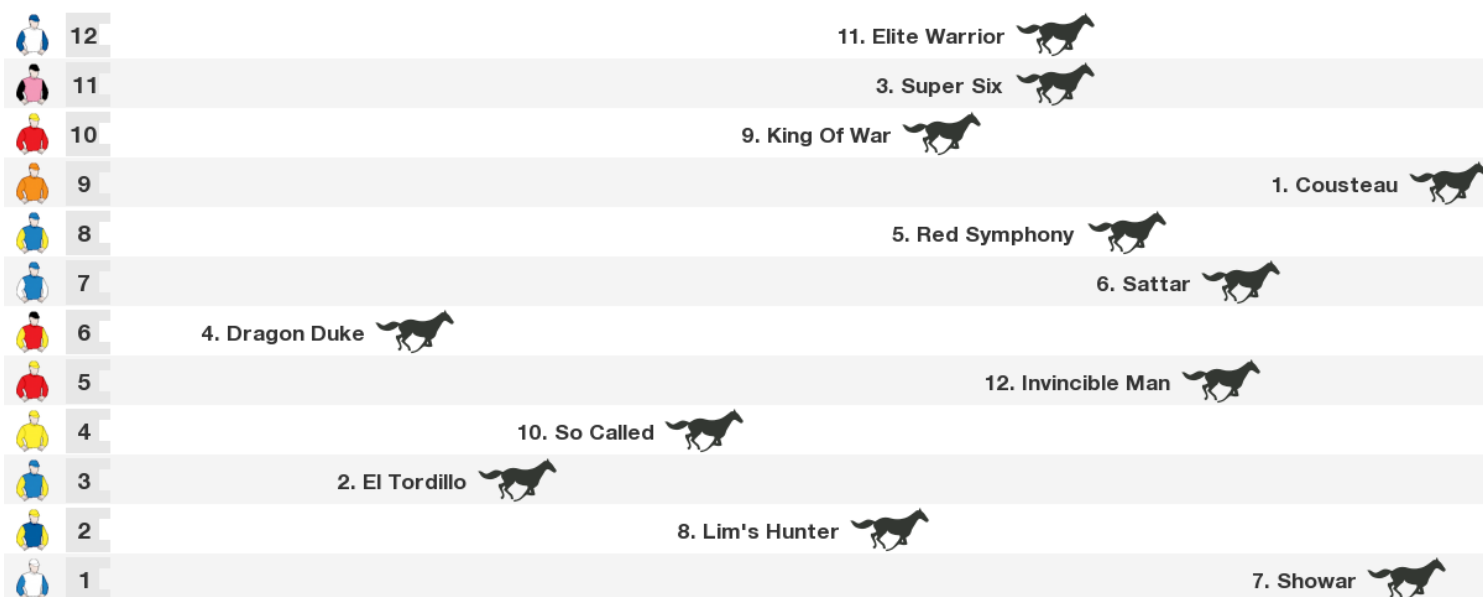 12 11. Elite Warrior
11 3. Super Six
10 9. King Of War
9 1. Cousteau
8 5. Red Symphony
7 6. Sattar
6 4. Dragon Duke
5 12. Invincible Man
4 10. So Called
3 2. El Tordillo
2 8. Lim's Hunter
1 7. Showar